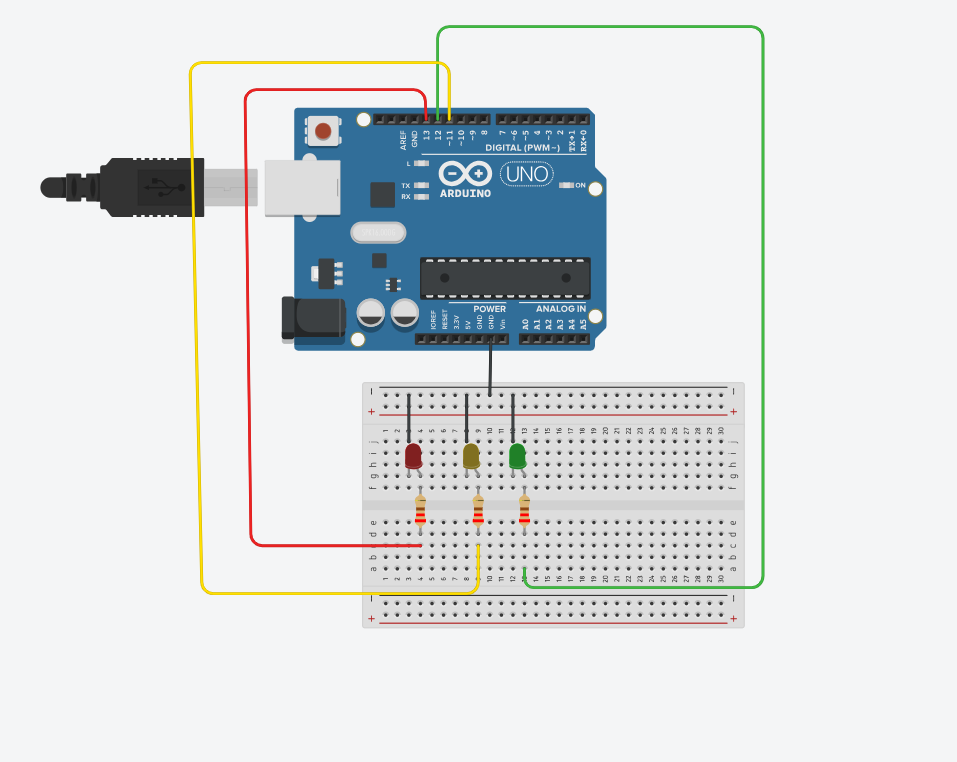 AREF
GND
13
12
~11
~10
~9
8
7
~6
~5
4
~3
2
TX→1
RX←0
DIGITAL (PWM~)
L
TX
RX
UNO
ON
ARDUINO
POWER
ANALOG IN
IOREF
RESET
3.3V
5V
GND
GND
Vin
A0
A1
A2
A3
A4
A5
− −
+ +
1 2 3 4 5 6 7 8 9 10 11 12 13 14 15 16 17 18 19 20 21 22 23 24 25 26 27 28 29 30
j j
i i
h h
g g
f f
e e
d d
c c
b b
a a
1 2 3 4 5 6 7 8 9 10 11 12 13 14 15 16 17 18 19 20 21 22 23 24 25 26 27 28 29 30
− −
+ +